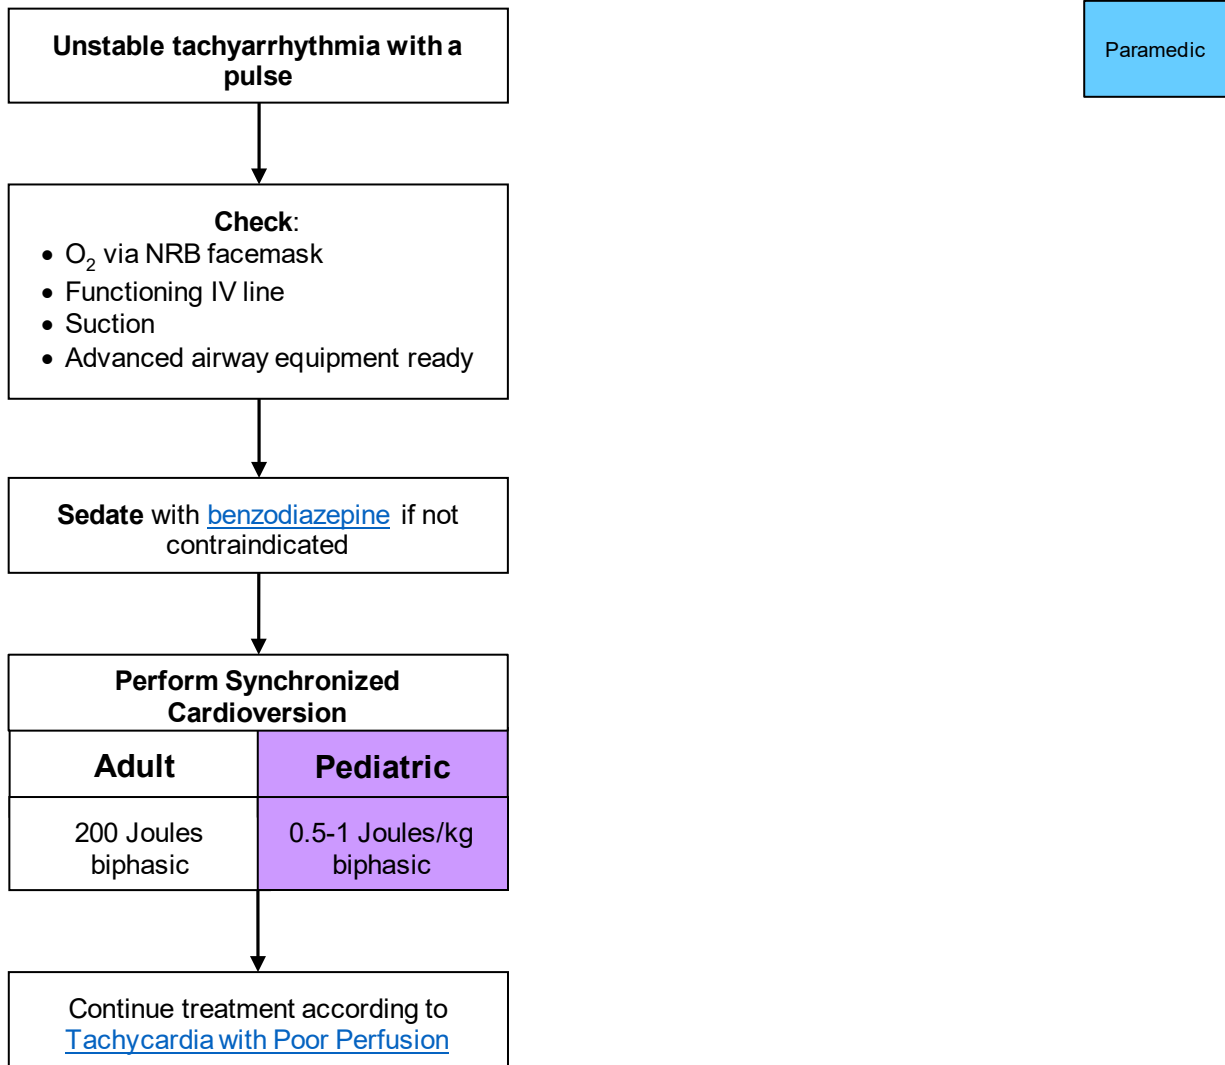 Unstable tachyarrhythmia with a
pulse
Paramedic
Check:
• O₂ via NRB facemask
• Functioning IV line
• Suction
• Advanced airway equipment ready
Sedate with benzodiazepine if not
contraindicated
Perform Synchronized
Cardioversion
Adult
Pediatric
200 Joules
biphasic
0.5-1 Joules/kg
biphasic
Continue treatment according to
Tachycardia with Poor Perfusion